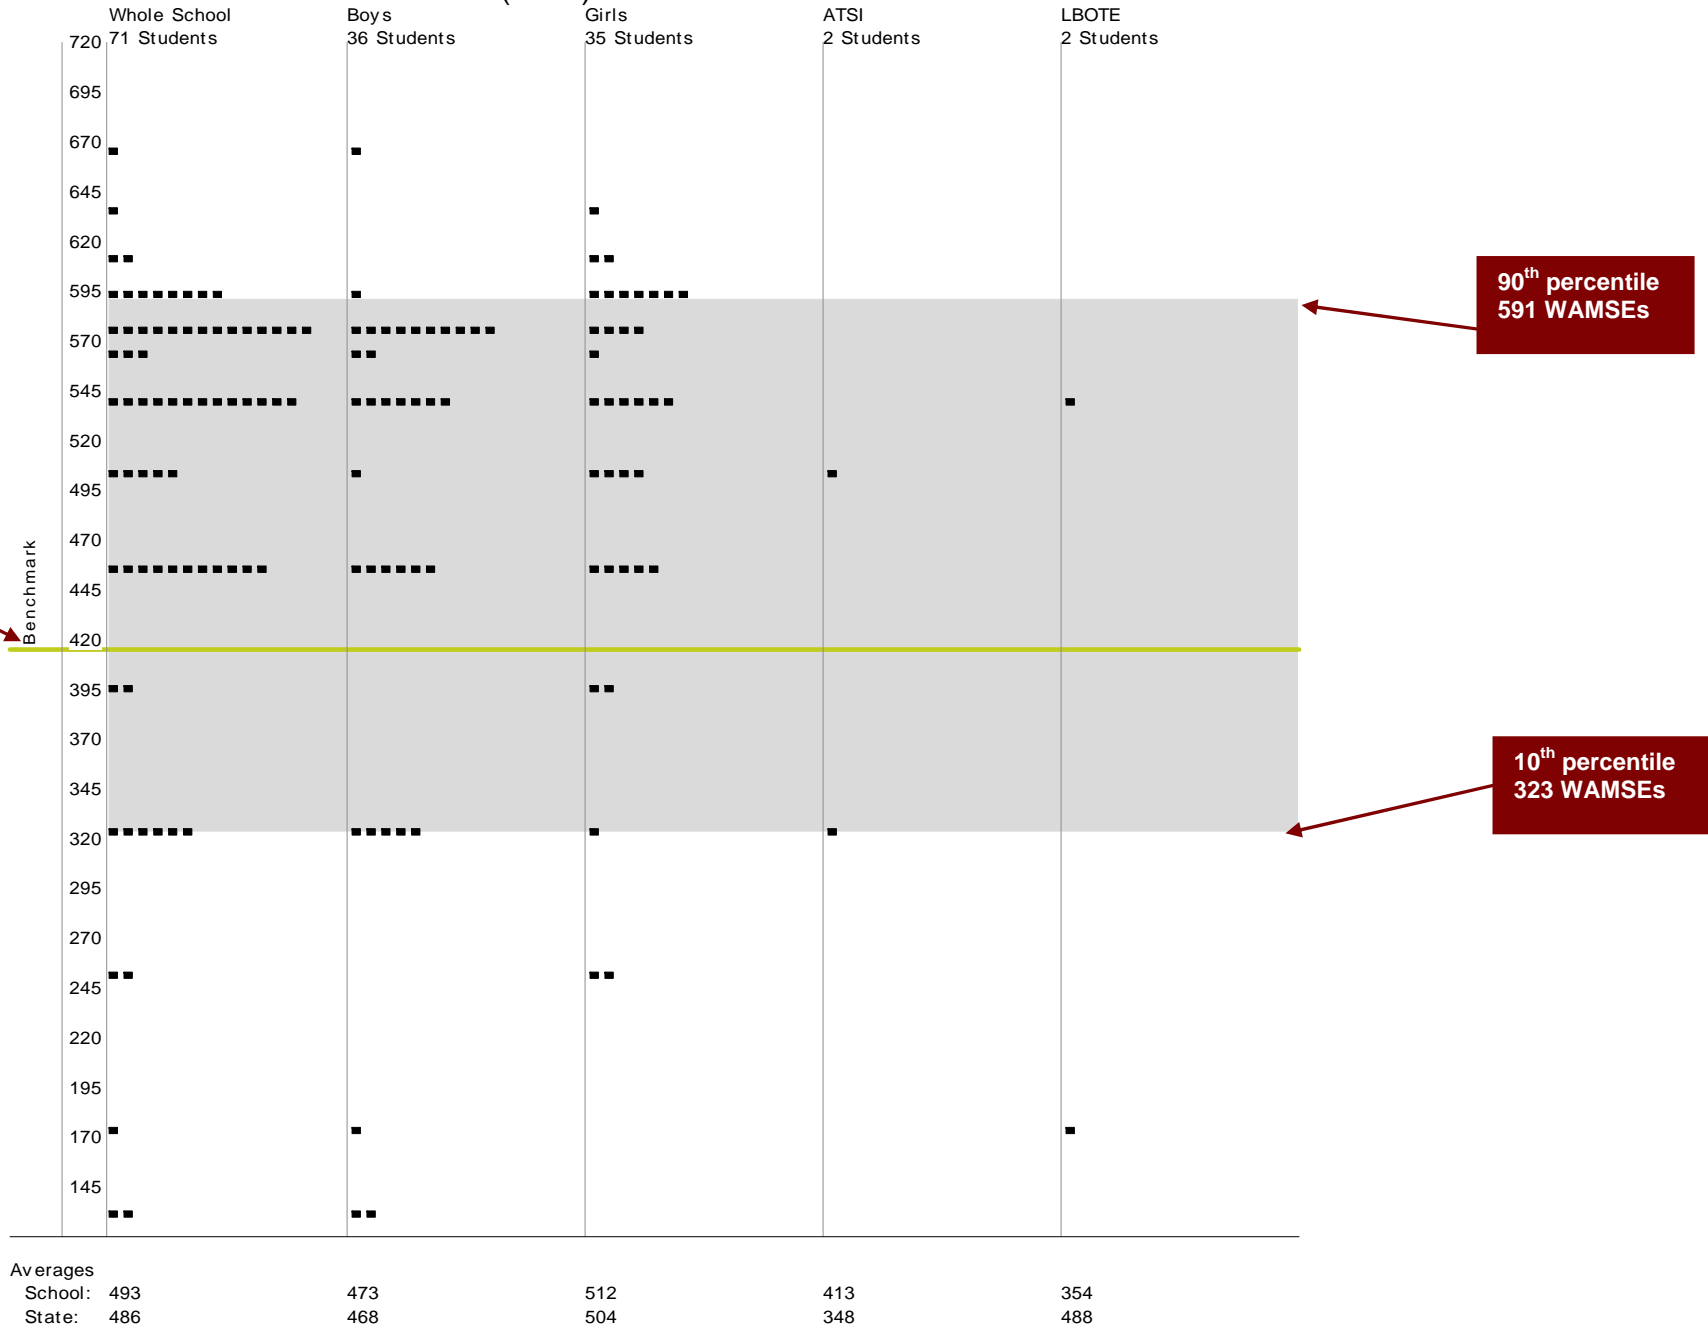 Whole School Boys Girls ATSI LBOTE
71 Students 36 Students 35 Students 2 Students 2 Students
720
695
670
645
620
595
570
545
520
495
470
445
420
395
370
345
320
295
270
245
220
195
170
145
Benchmark
90th percentile
591 WAMSEs
10th percentile
323 WAMSEs
Averages
School: 493 473 512 413 354
State: 486 468 504 348 488